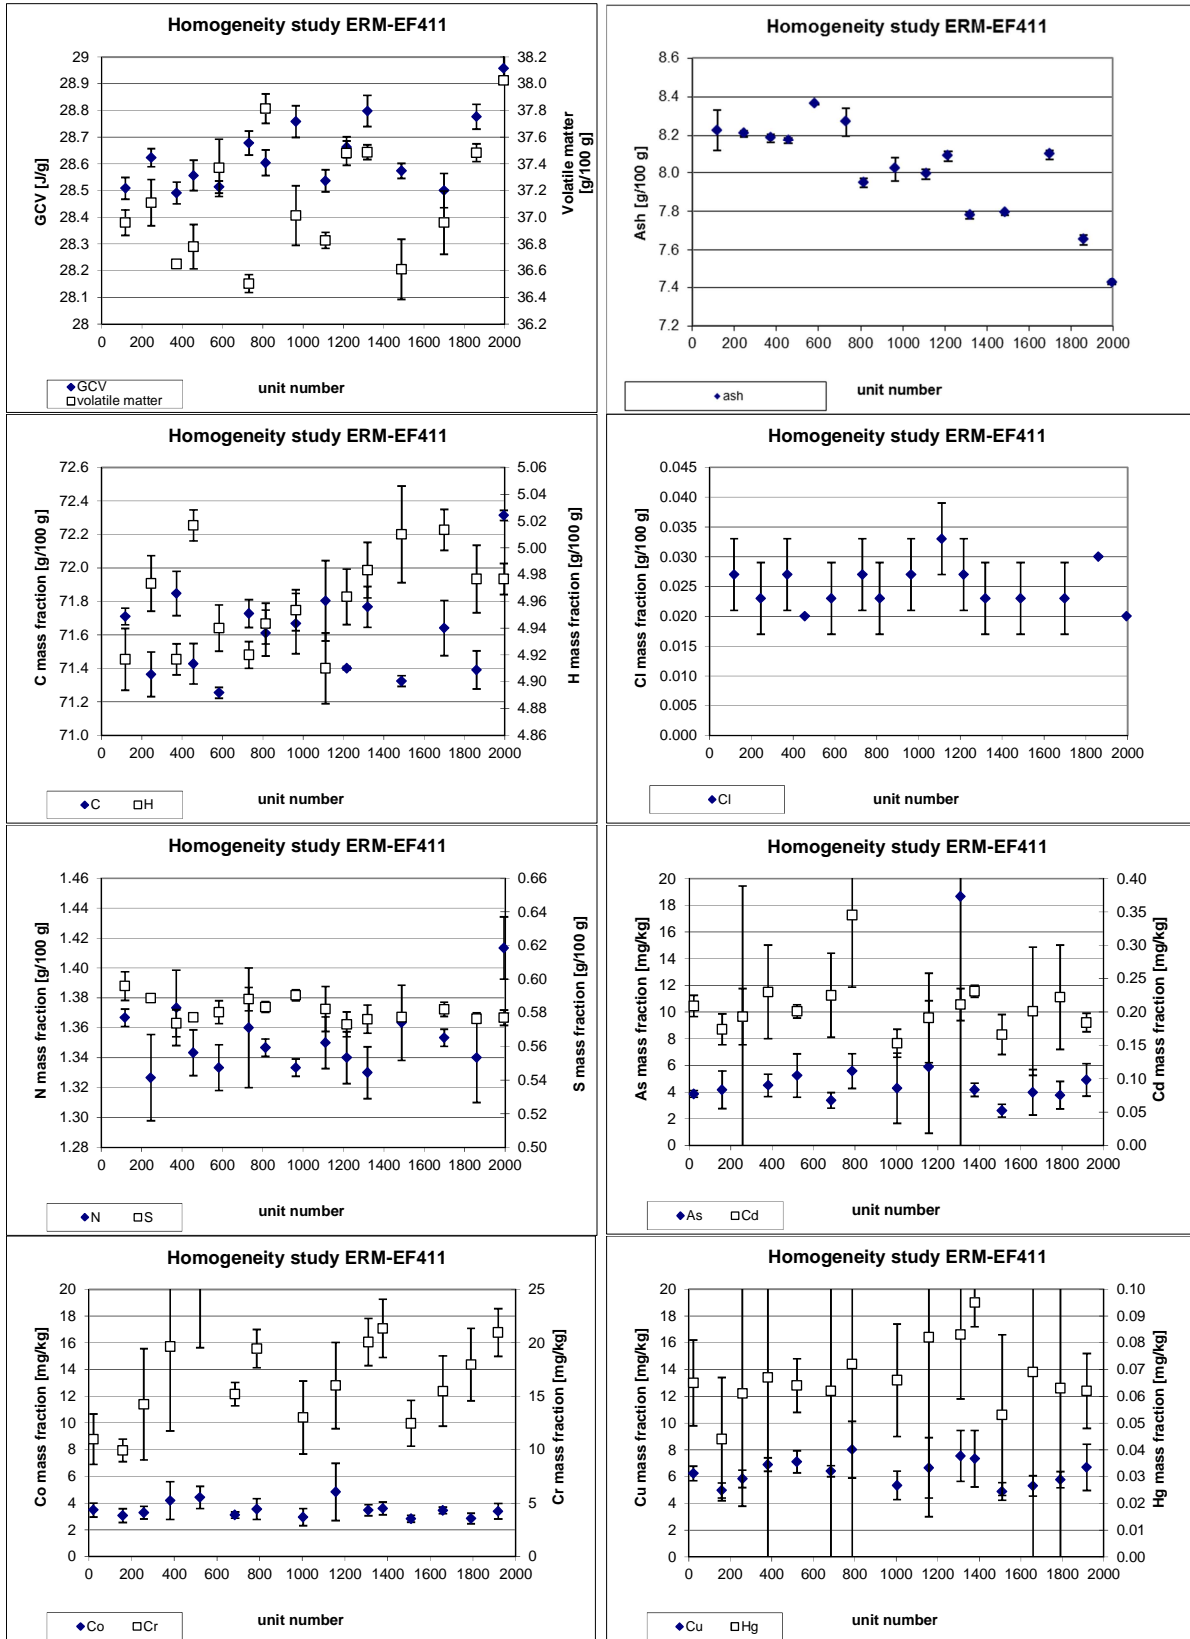 Homogeneity study ERM-EF411
GCV [J/g]
29
28.9
28.8
28.7
28.6
28.5
28.4
28.3
28.2
28.1
28
38.2
38.0
37.8
37.6
37.4
37.2
37.0
36.8
36.6
36.4
36.2
Volatile matter
[g/100 g]
0 200 400 600 800 1000 1200 1400 1600 1800 2000
unit number
GCV
volatile matter
Homogeneity study ERM-EF411
Ash [g/100 g]
8.6
8.4
8.2
8.0
7.8
7.6
7.4
7.2
0 200 400 600 800 1000 1200 1400 1600 1800 2000
unit number
ash
Homogeneity study ERM-EF411
C mass fraction [g/100 g]
72.6
72.4
72.2
72.0
71.8
71.6
71.4
71.2
71.0
5.06
5.04
5.02
5.00
4.98
4.96
4.94
4.92
4.90
4.88
4.86
H mass fraction [g/100 g]
0 200 400 600 800 1000 1200 1400 1600 1800 2000
unit number
C H
Homogeneity study ERM-EF411
Cl mass fraction [g/100 g]
0.045
0.040
0.035
0.030
0.025
0.020
0.015
0.010
0.005
0.000
0 200 400 600 800 1000 1200 1400 1600 1800 2000
unit number
Cl
Homogeneity study ERM-EF411
N mass fraction [g/100 g]
1.46
1.44
1.42
1.40
1.38
1.36
1.34
1.32
1.30
1.28
0.66
0.64
0.62
0.60
0.58
0.56
0.54
0.52
0.50
S mass fraction [g/100 g]
0 200 400 600 800 1000 1200 1400 1600 1800 2000
unit number
N S
Homogeneity study ERM-EF411
As mass fraction [mg/kg]
20
18
16
14
12
10
8
6
4
2
0
0.40
0.35
0.30
0.25
0.20
0.15
0.10
0.05
0.00
Cd mass fraction [mg/kg]
0 200 400 600 800 1000 1200 1400 1600 1800 2000
unit number
As Cd
Homogeneity study ERM-EF411
Co mass fraction [mg/kg]
20
18
16
14
12
10
8
6
4
2
0
25
20
15
10
5
0
Cr mass fraction [mg/kg]
0 200 400 600 800 1000 1200 1400 1600 1800 2000
unit number
Co Cr
Homogeneity study ERM-EF411
Cu mass fraction [mg/kg]
20
18
16
14
12
10
8
6
4
2
0
0.10
0.09
0.08
0.07
0.06
0.05
0.04
0.03
0.02
0.01
0.00
Hg mass fraction [mg/kg]
0 200 400 600 800 1000 1200 1400 1600 1800 2000
unit number
Cu Hg